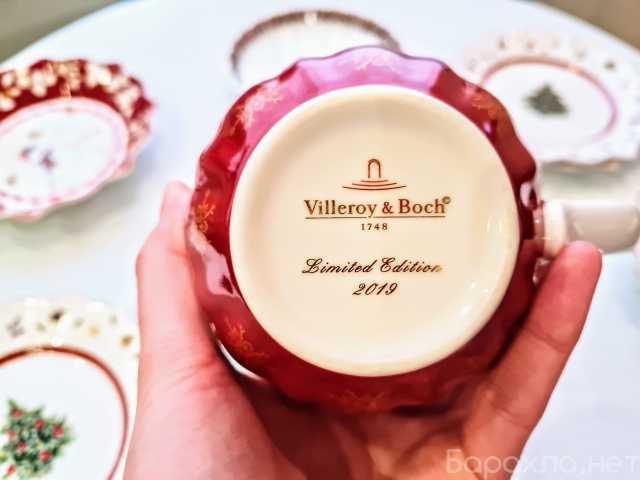 Villeroy & Boch©
1748
Limited Edition
2019
Барахло.нет